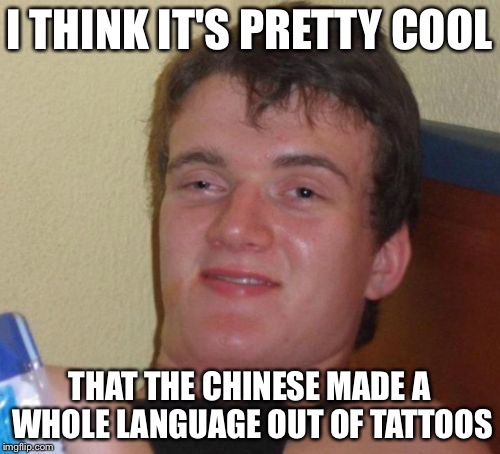 I THINK IT'S PRETTY COOL
THAT THE CHINESE MADE A
WHOLE LANGUAGE OUT OF TATTOOS
imgflip.com